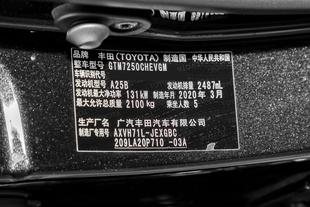 品牌 丰田(TOYOTA) 制造国 中华人民共和国
整车型号 GTM7250CHEVGM
车辆识别代号
发动机型号 A25B 发动机排量 2487mL
发动机最大净功率 131kW 制造年月 2020年3月
最大允许总质量 2100kg 乘坐人数 5
生产厂名 广汽丰田汽车有限公司
制造厂专用号 AXVH71L-JEXGBC
209LA20P710 -03A